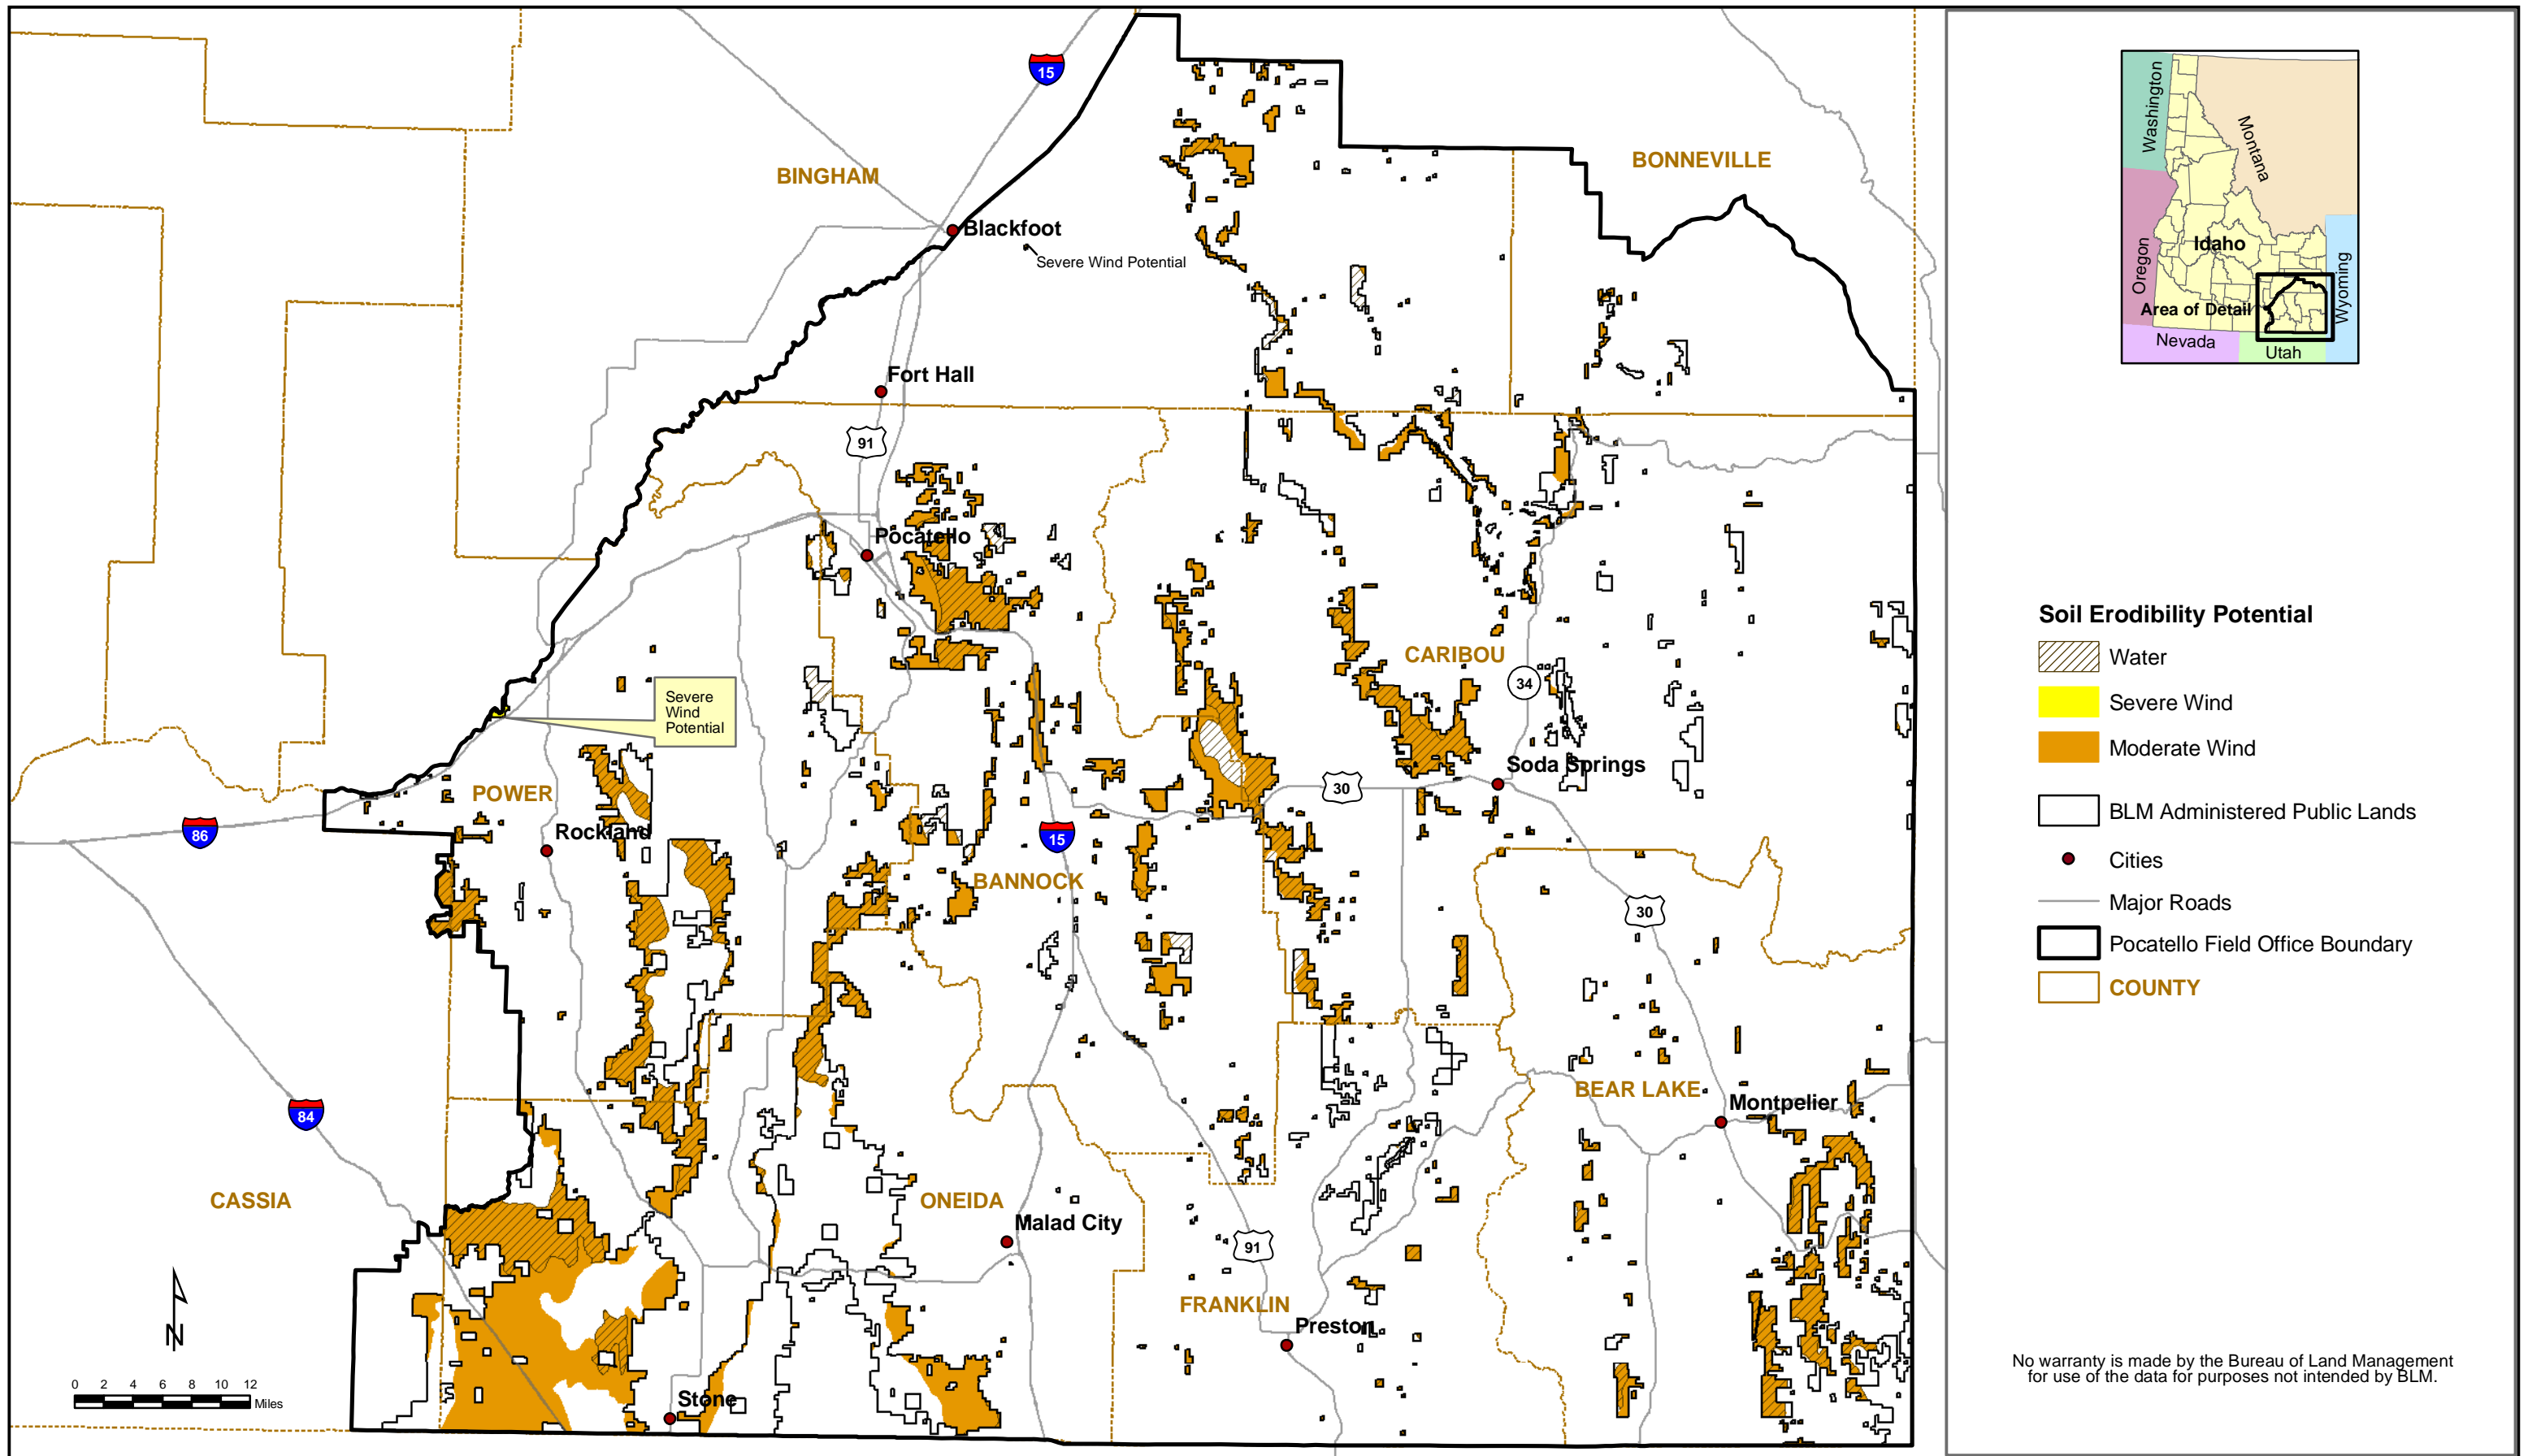 15
BINGHAM
BONNEVILLE
Blackfoot
Severe Wind Potential
Fort Hall
91
Pocatello
CARIBOU
34
Severe
Wind
Potential
Soda Springs
30
POWER
86
Rockland
15
BANNOCK
30
84
BEAR LAKE
Montpelier
CASSIA
ONEIDA
Malad City
91
FRANKLIN
Preston
Stone
N
0 2 4 6 8 10 12
Miles
Washington
Montana
Oregon
Idaho
Wyoming
Area of Detail
Nevada
Utah
Soil Erodibility Potential
Water
Severe Wind
Moderate Wind
BLM Administered Public Lands
Cities
Major Roads
Pocatello Field Office Boundary
COUNTY
No warranty is made by the Bureau of Land Management
for use of the data for purposes not intended by BLM.